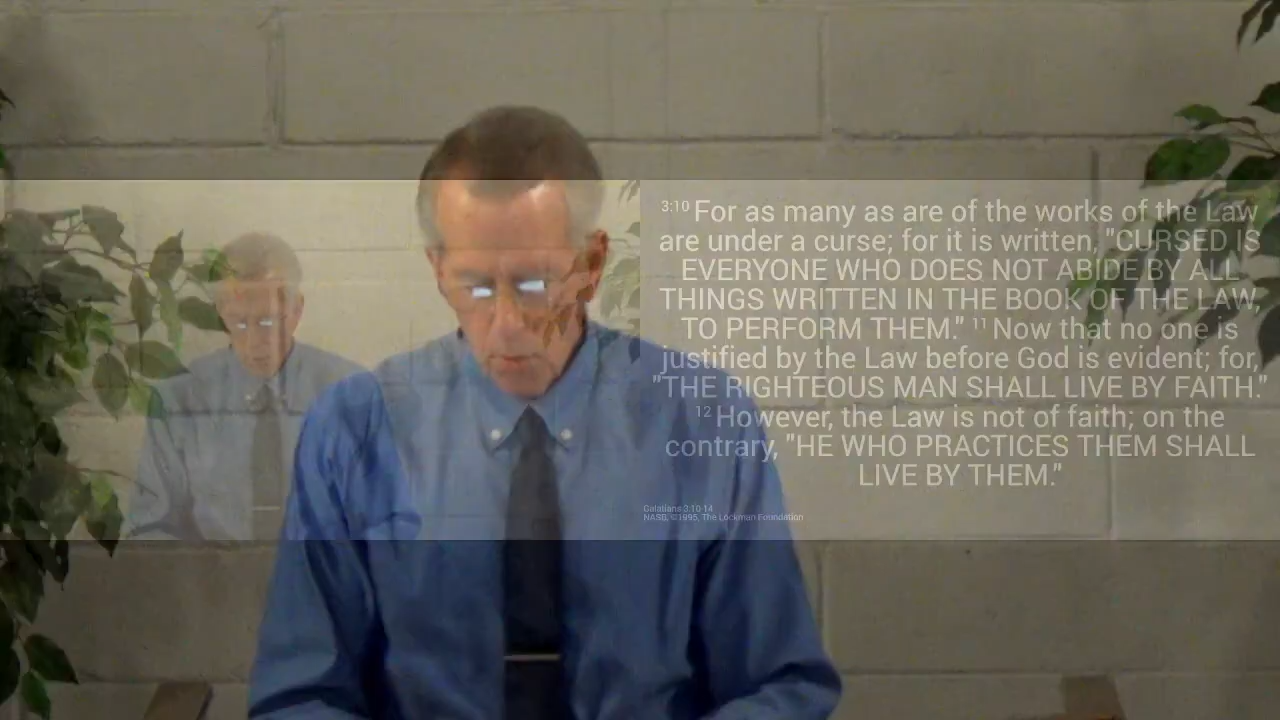 3:10 For as many as are of the works of the Law
are under a curse; for it is written, "CURSED IS
EVERYONE WHO DOES NOT ABIDE BY ALL
THINGS WRITTEN IN THE BOOK OF THE LAW,
TO PERFORM THEM." 11 Now that no one is
justified by the Law before God is evident; for,
"THE RIGHTEOUS MAN SHALL LIVE BY FAITH."
12 However, the Law is not of faith; on the
contrary, "HE WHO PRACTICES THEM SHALL
LIVE BY THEM."
Galatians 3:10-14
NASB, ©1995, The Lockman Foundation